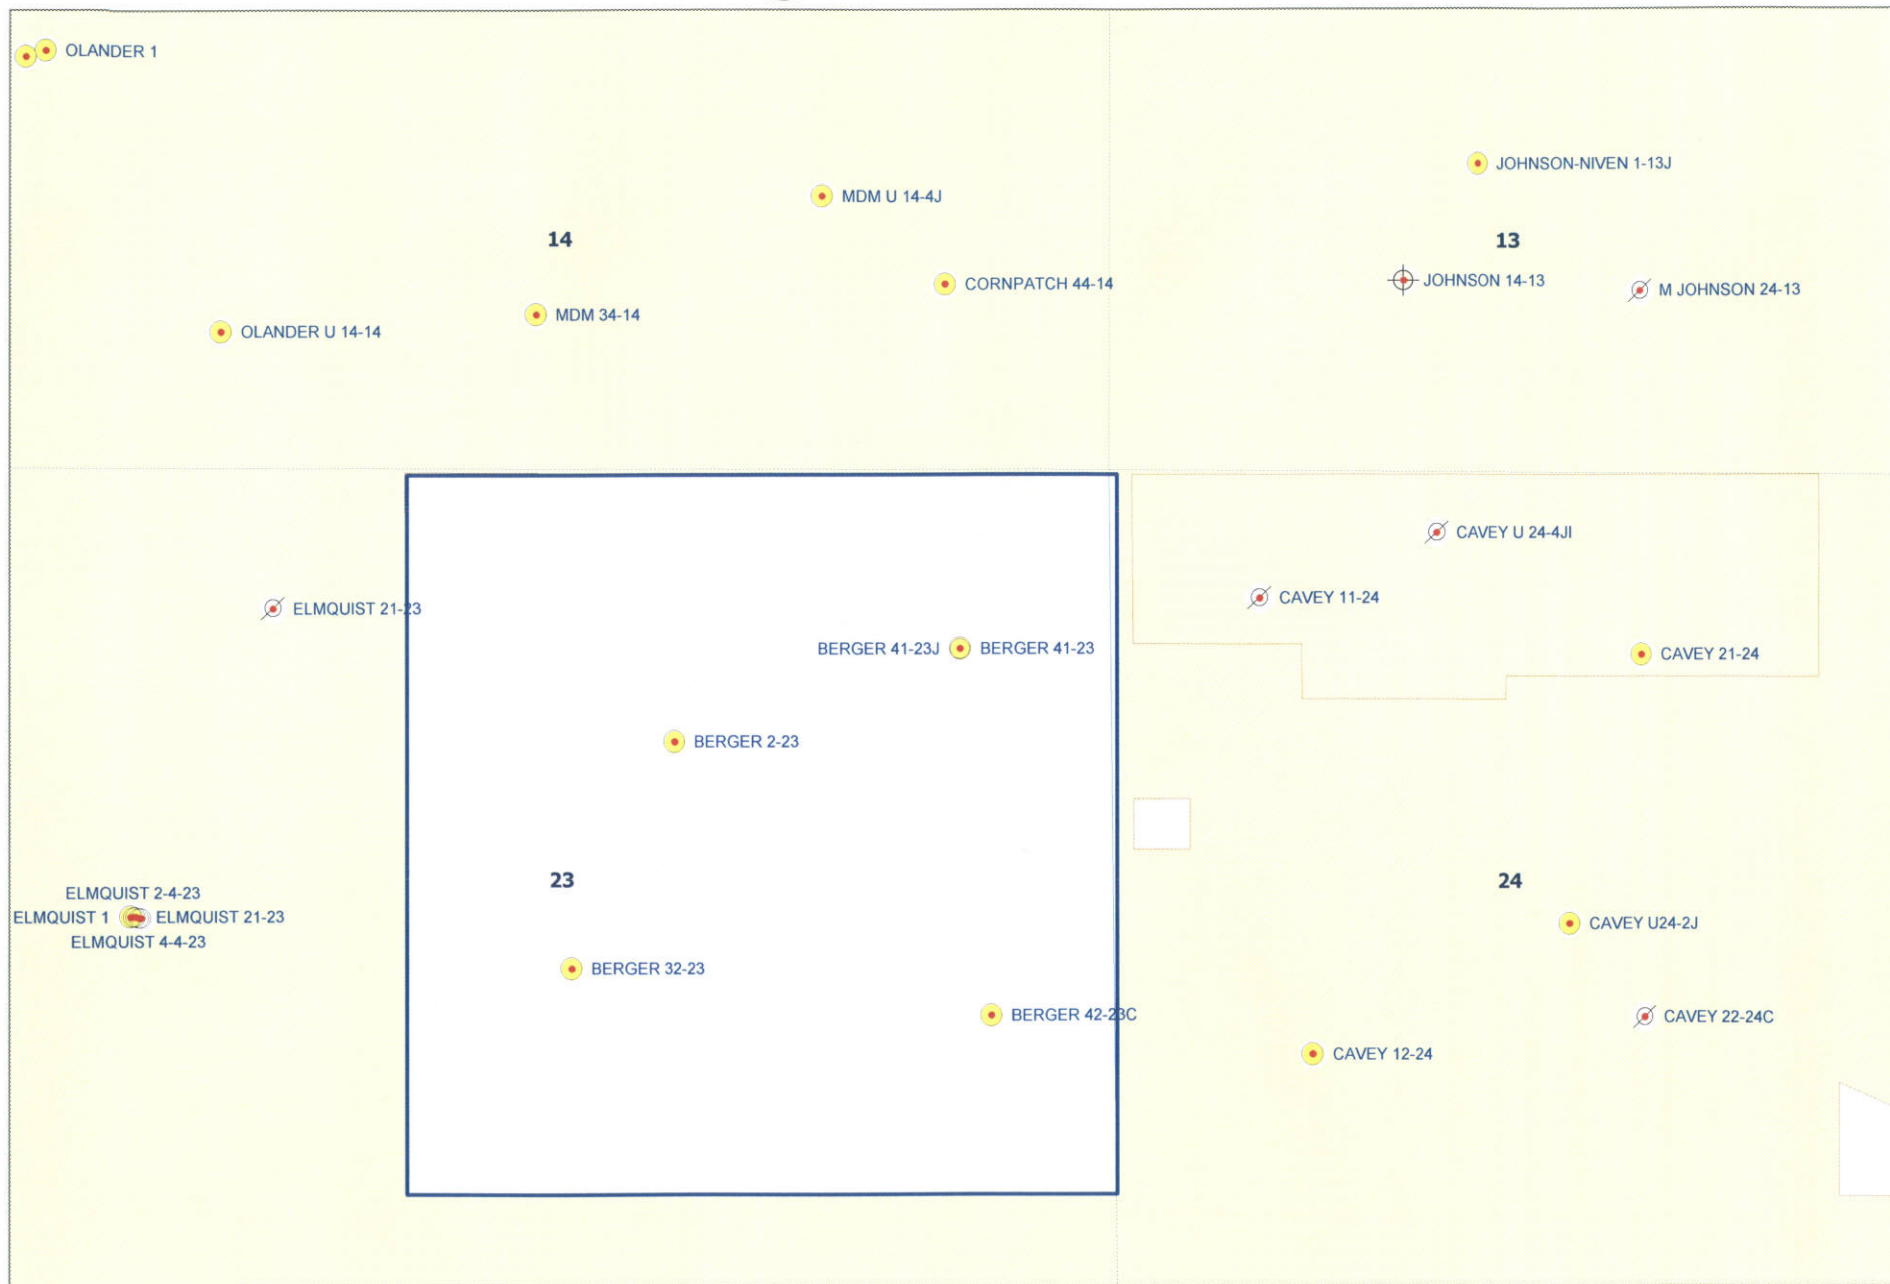 OLANDER 1
JOHNSON-NIVEN 1-13J
MDM U 14-4J
14
13
JOHNSON 14-13
CORNPATCH 44-14
M JOHNSON 24-13
MDM 34-14
OLANDER U 14-14
CAVEY U 24-4JI
CAVEY 11-24
ELMQUIST 21-23
BERGER 41-23J
BERGER 41-23
CAVEY 21-24
BERGER 2-23
23
24
ELMQUIST 2-4-23
ELMQUIST 1
ELMQUIST 21-23
CAVEY U24-2J
ELMQUIST 4-4-23
BERGER 32-23
BERGER 42-23C
CAVEY 22-24C
CAVEY 12-24